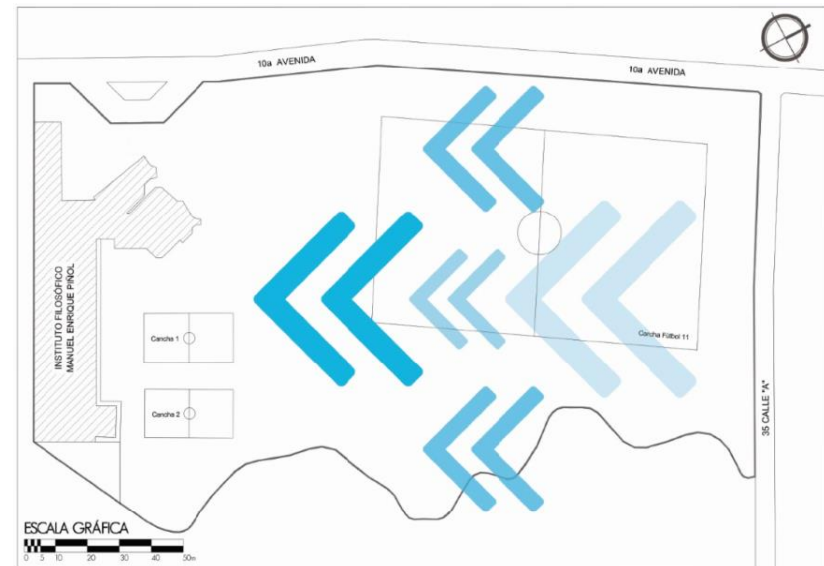 10a AVENIDA
10a AVENIDA
INSTITUTO FILOSÓFICO
MANUEL ENRIQUE PIÑOL
Cancha 1
Cancha 2
Cancha Fútbol 11
35 CALLE "A"
ESCALA GRÁFICA
0 5 10 20 30 40 50m